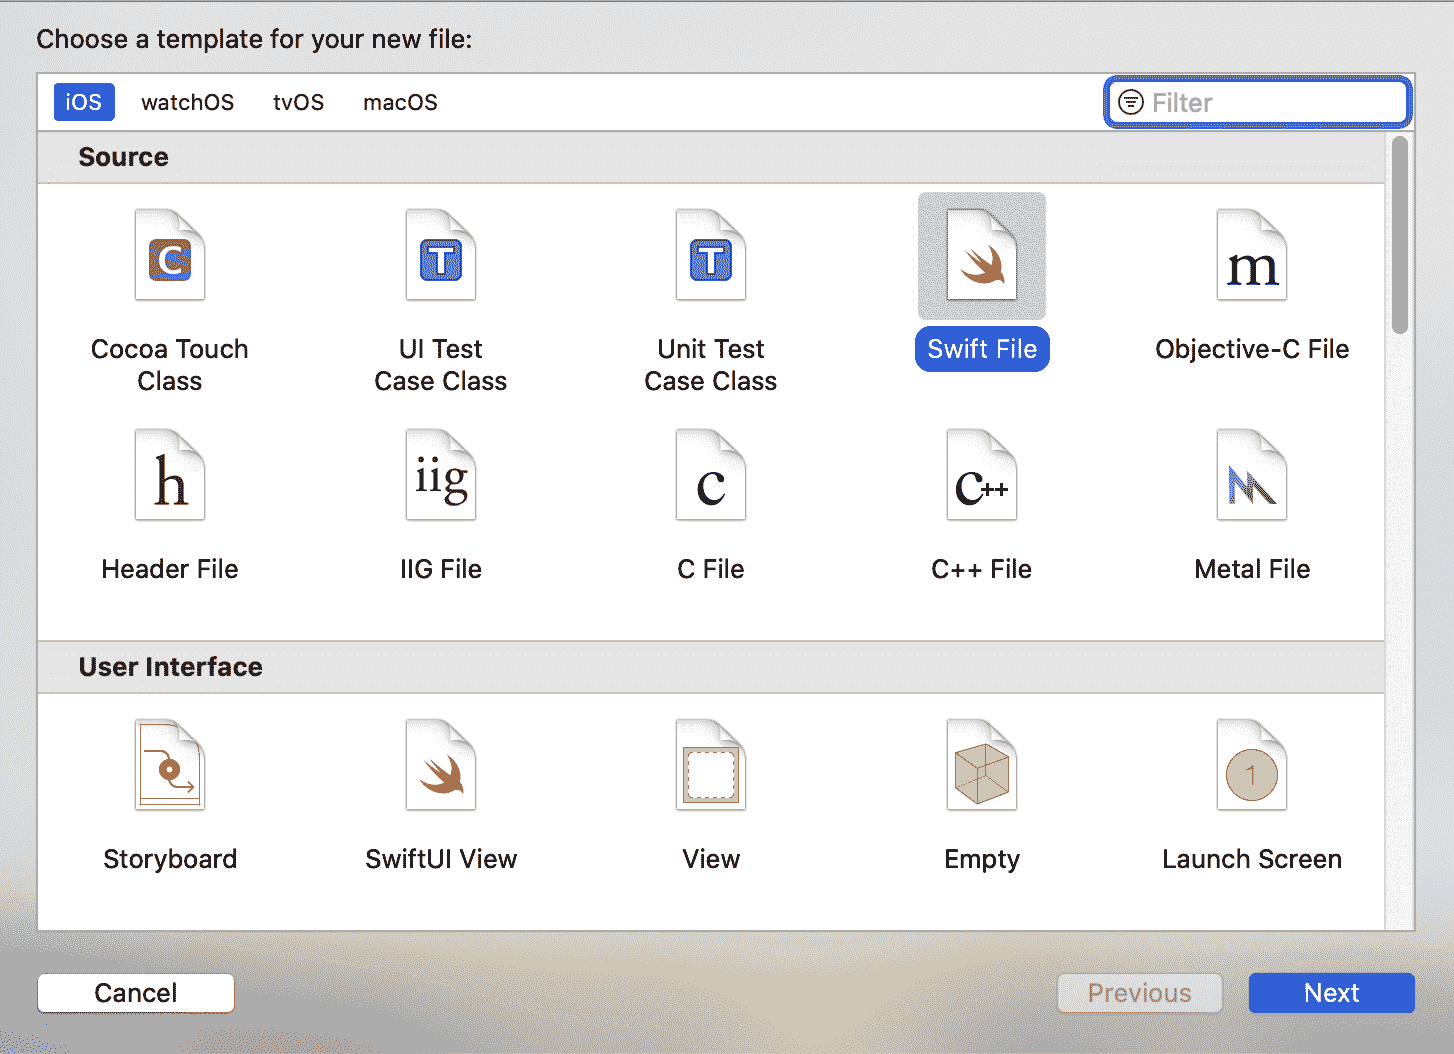 Choose a template for your new file:
iOS watchOS tvOS macOS Filter
Source
C T T m
Cocoa Touch Class
UI Test Case Class
Unit Test Case Class
Swift File
Objective-C File
h iig c c++
Header File
IIG File
C File
C++ File
Metal File
User Interface
1
Storyboard
SwiftUI View
View
Empty
Launch Screen
Cancel Previous Next